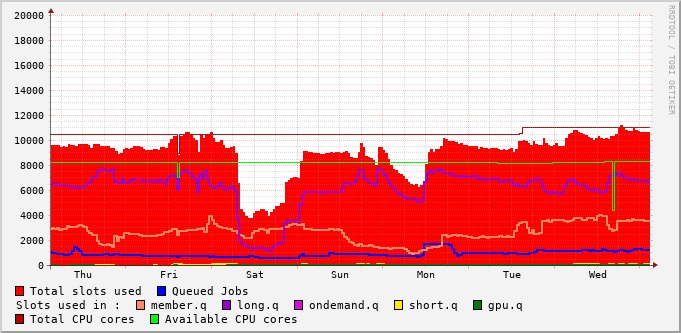 20000
18000
16000
14000
12000
10000
8000
6000
4000
2000
0
Thu Fri Sat Sun Mon Tue Wed
RRDTOOL / TOBI OETIKER
Total slots used Queued Jobs
Slots used in : member.q long.q ondemand.q short.q gpu.q
Total CPU cores Available CPU cores